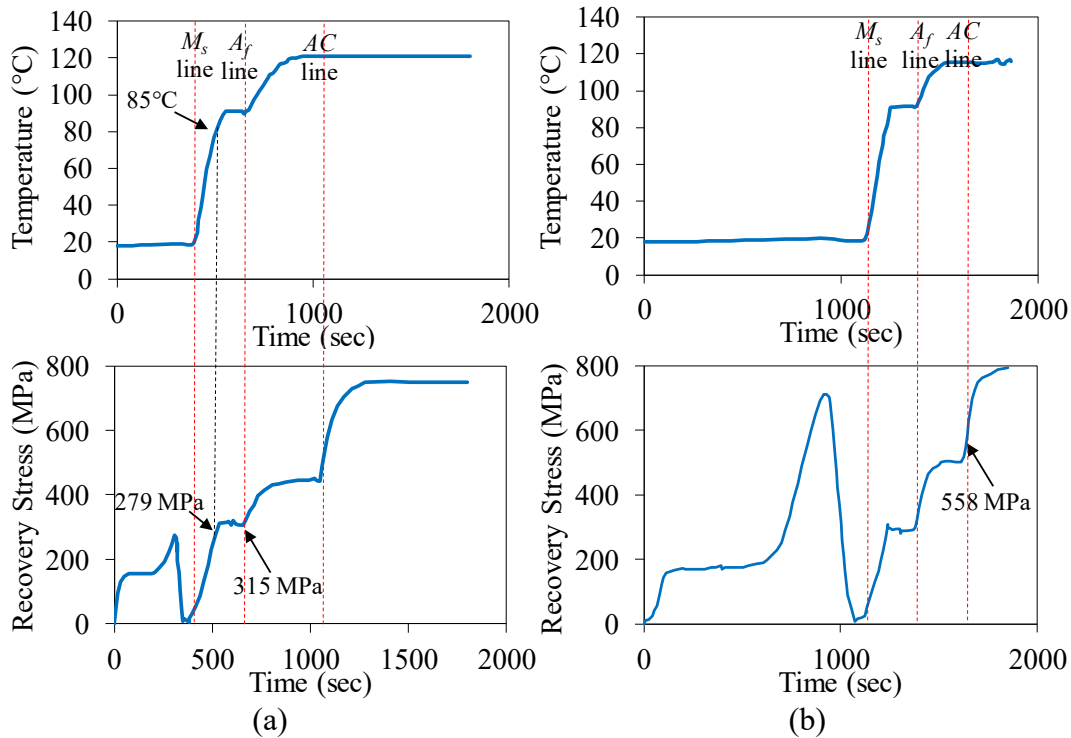 140
120
100
80
60
40
20
0
Temperature (°C)
Ms Af AC
line line line
85°C
0 1000 2000
Time (sec)
800
600
400
200
0
Recovery Stress (MPa)
279 MPa
315 MPa
0 500 1000 1500 2000
Time (sec)
(a)
140
120
100
80
60
40
20
0
Temperature (°C)
Ms Af AC
line line line
0 1000 2000
Time (sec)
800
600
400
200
0
Recovery Stress (MPa)
558 MPa
0 1000 2000
Time (sec)
(b)